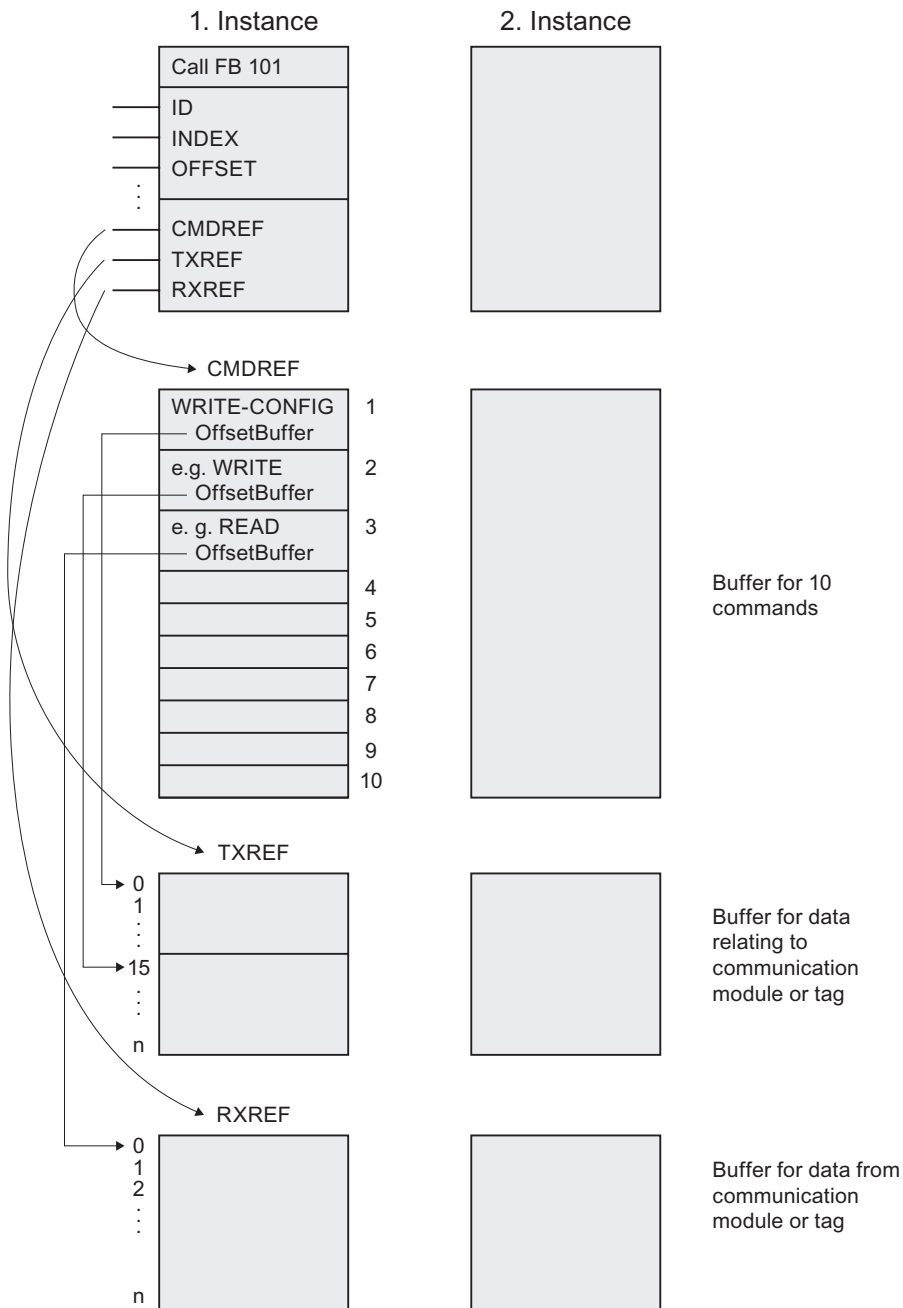 1. Instance
2. Instance
Call FB 101
ID
INDEX
OFFSET
CMDREF
TXREF
RXREF
CMDREF
WRITE-CONFIG 1
OffsetBuffer
e.g. WRITE 2
OffsetBuffer
e. g. READ 3
OffsetBuffer
4
5
6
7
8
9
10
Buffer for 10
commands
TXREF
0
1
15
n
Buffer for data
relating to
communication
module or tag
RXREF
0
1
2
n
Buffer for data from
communication
module or tag